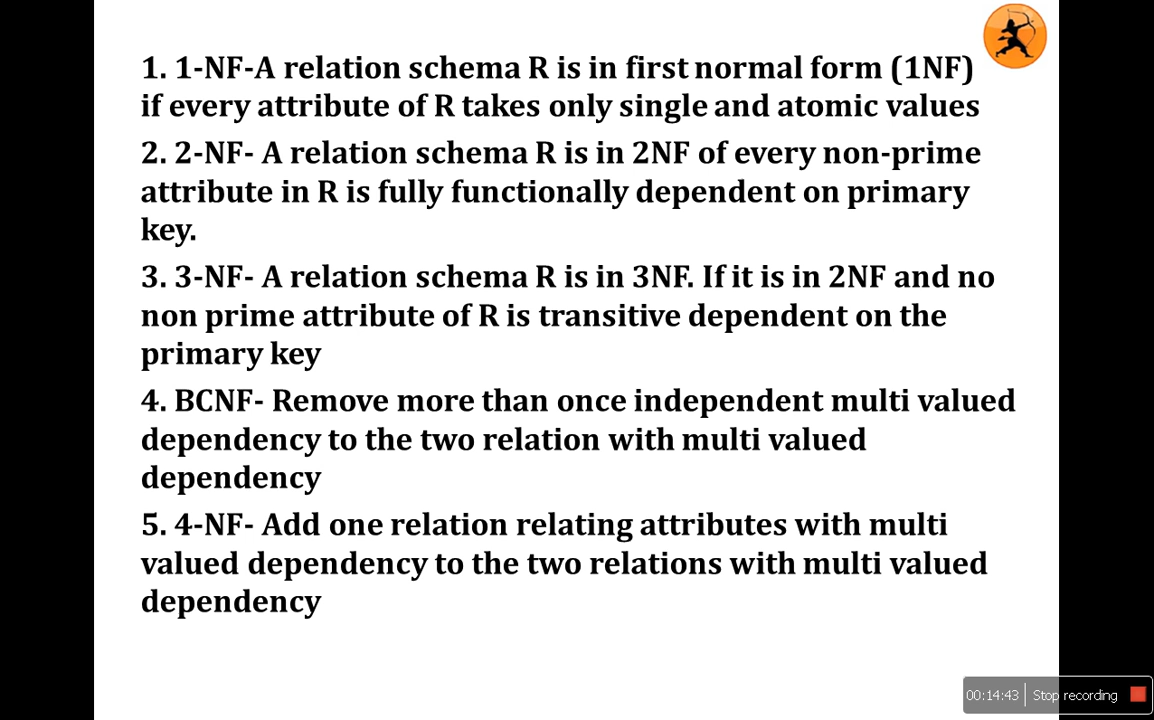 1. 1-NF-A relation schema R is in first normal form (1NF)
if every attribute of R takes only single and atomic values
2. 2-NF- A relation schema R is in 2NF of every non-prime
attribute in R is fully functionally dependent on primary
key.
3. 3-NF- A relation schema R is in 3NF. If it is in 2NF and no
non prime attribute of R is transitive dependent on the
primary key
4. BCNF- Remove more than once independent multi valued
dependency to the two relation with multi valued
dependency
5. 4-NF- Add one relation relating attributes with multi
valued dependency to the two relations with multi valued
dependency
00:14:43 Stop recording